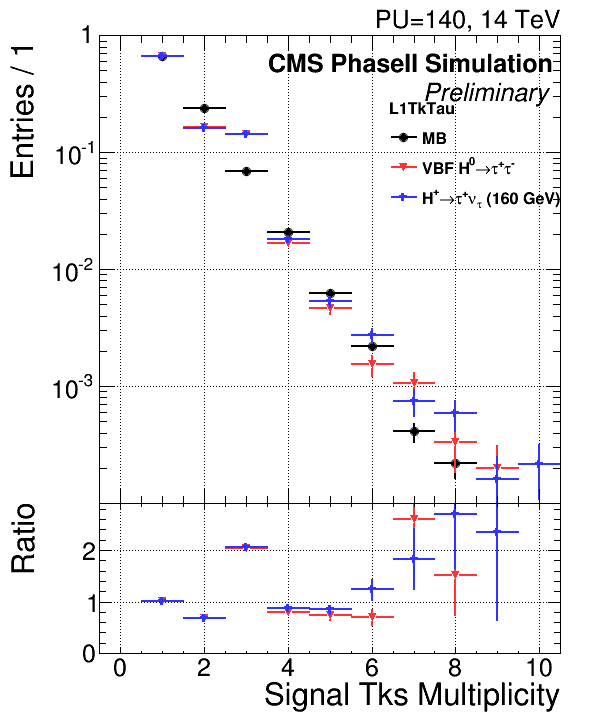 PU=140, 14 TeV
CMS PhaseII Simulation
Preliminary
L1TkTau
MB
VBF H⁰→τ⁺τ⁻
H⁺→τ⁺ντ (160 GeV)
Entries / 1
1
10⁻¹
10⁻²
10⁻³
Ratio
2
1
0
0 2 4 6 8 10
Signal Tks Multiplicity